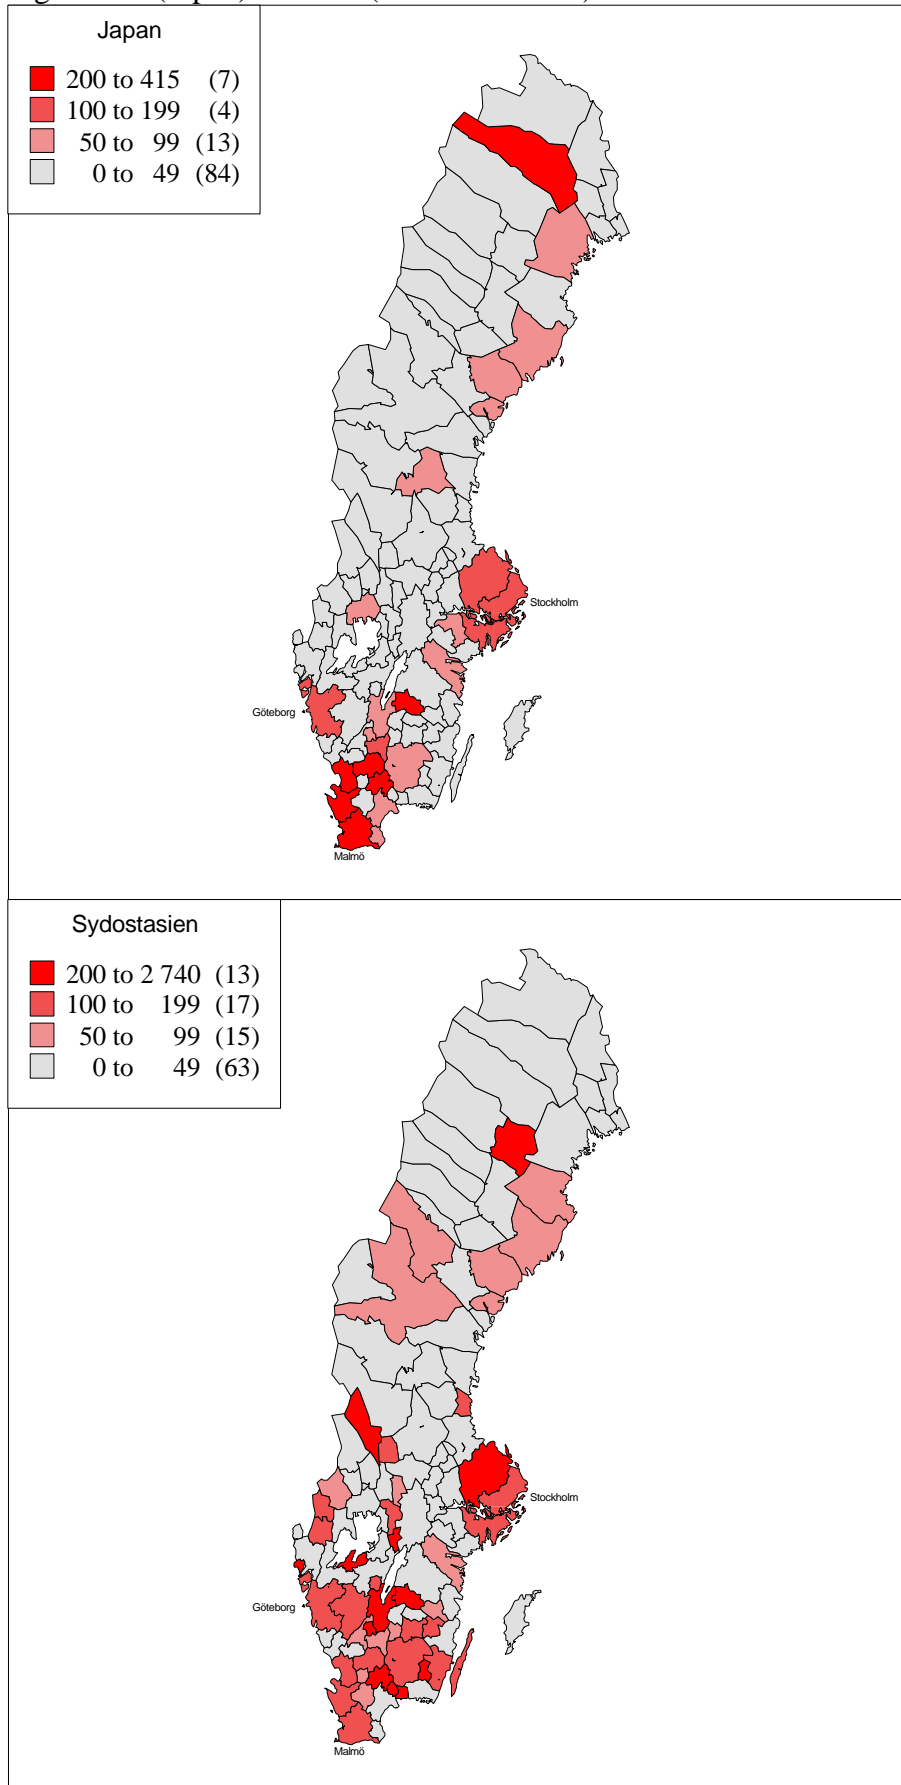 Japan
200 to 415 (7)
100 to 199 (4)
50 to 99 (13)
0 to 49 (84)
Stockholm
Göteborg
Malmö
Sydostasien
200 to 2 740 (13)
100 to 199 (17)
50 to 99 (15)
0 to 49 (63)
Stockholm
Göteborg
Malmö